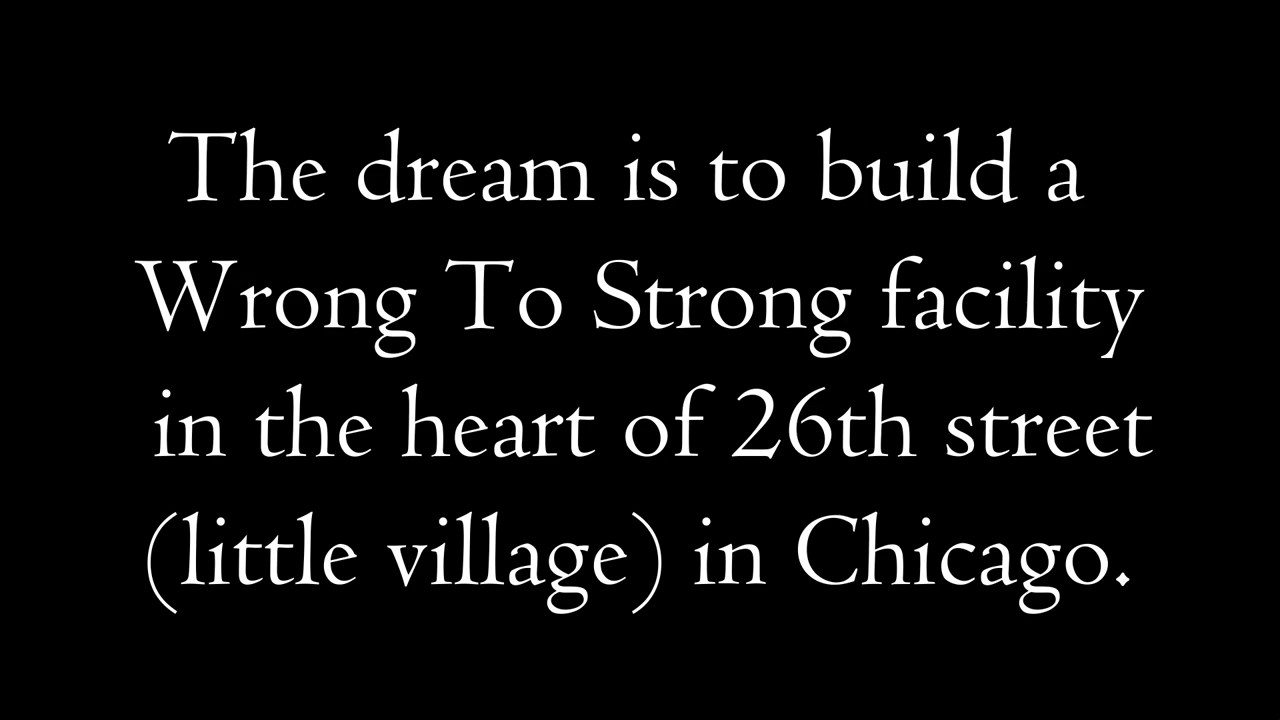 The dream is to build a
Wrong To Strong facility
in the heart of 26th street
(little village) in Chicago.